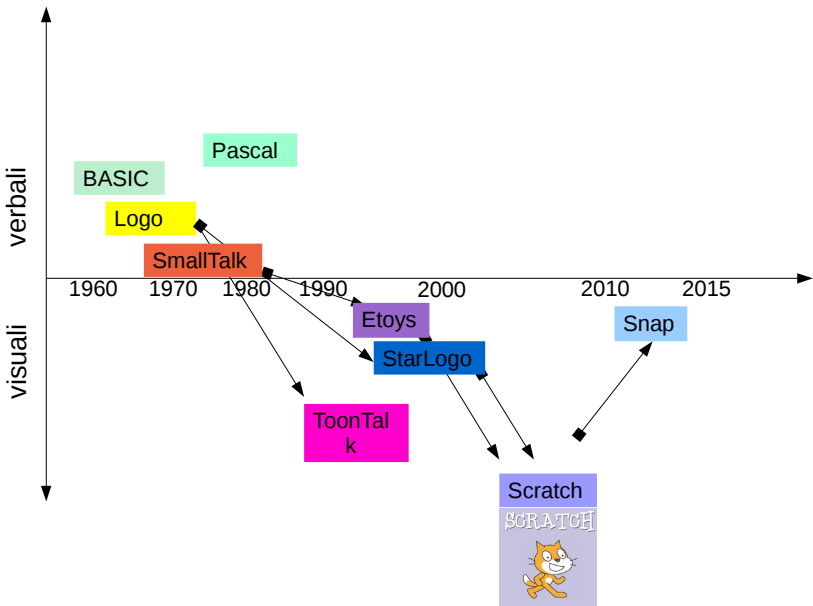 Pascal
BASIC
Logo
SmallTalk
verbali
1960 1970 1980 1990 2000 2010 2015
visuali
Etoys
Snap
StarLogo
ToonTal
k
Scratch
SCRATCH